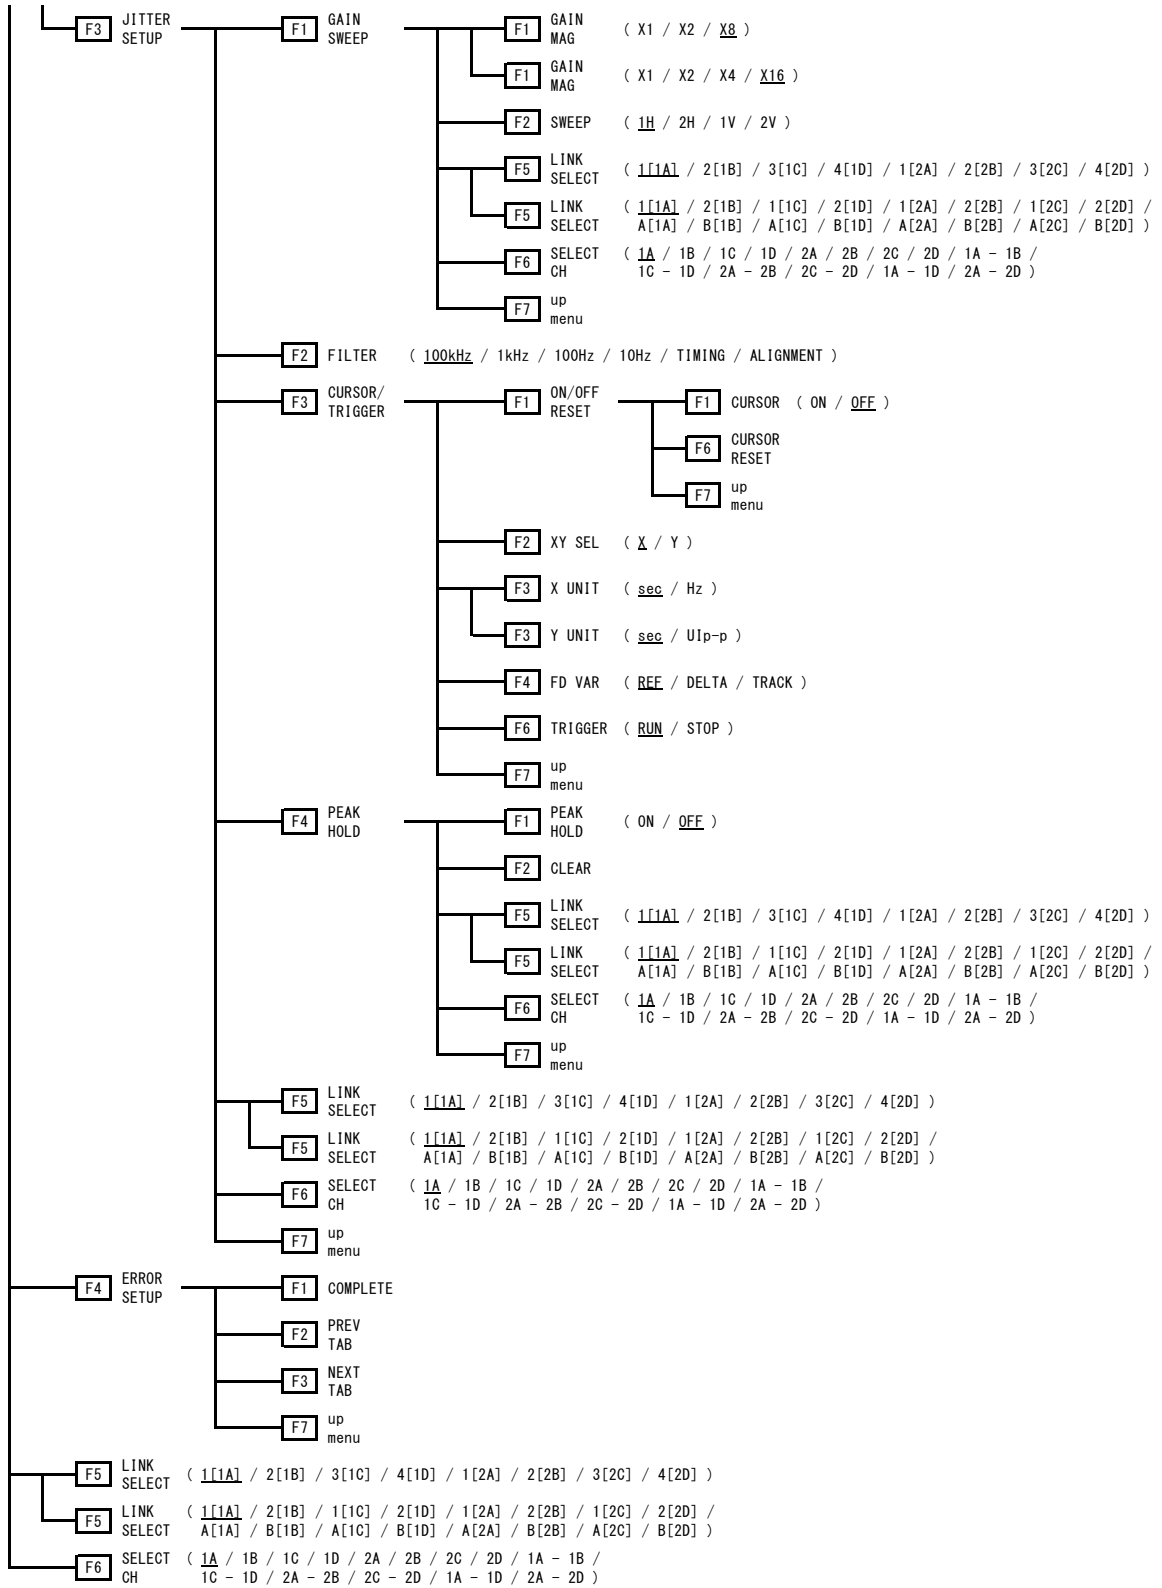 F3 JITTER SETUP
F1 GAIN SWEEP
F1 GAIN MAG ( X1 / X2 / X8 )
F1 GAIN MAG ( X1 / X2 / X4 / X16 )
F2 SWEEP ( 1H / 2H / 1V / 2V )
F5 LINK SELECT ( 1[1A] / 2[1B] / 3[1C] / 4[1D] / 1[2A] / 2[2B] / 3[2C] / 4[2D] )
F5 LINK SELECT ( 1[1A] / 2[1B] / 1[1C] / 2[1D] / 1[2A] / 2[2B] / 1[2C] / 2[2D] /
A[1A] / B[1B] / A[1C] / B[1D] / A[2A] / B[2B] / A[2C] / B[2D] )
F6 SELECT CH ( 1A / 1B / 1C / 1D / 2A / 2B / 2C / 2D / 1A - 1B /
1C - 1D / 2A - 2B / 2C - 2D / 1A - 1D / 2A - 2D )
F7 up menu
F2 FILTER ( 100kHz / 1kHz / 100Hz / 10Hz / TIMING / ALIGNMENT )
F3 CURSOR/ TRIGGER
F1 ON/OFF RESET
F1 CURSOR ( ON / OFF )
F6 CURSOR RESET
F7 up menu
F2 XY SEL ( X / Y )
F3 X UNIT ( sec / Hz )
F3 Y UNIT ( sec / UIp-p )
F4 FD VAR ( REF / DELTA / TRACK )
F6 TRIGGER ( RUN / STOP )
F7 up menu
F4 PEAK HOLD
F1 PEAK HOLD ( ON / OFF )
F2 CLEAR
F5 LINK SELECT ( 1[1A] / 2[1B] / 3[1C] / 4[1D] / 1[2A] / 2[2B] / 3[2C] / 4[2D] )
F5 LINK SELECT ( 1[1A] / 2[1B] / 1[1C] / 2[1D] / 1[2A] / 2[2B] / 1[2C] / 2[2D] /
A[1A] / B[1B] / A[1C] / B[1D] / A[2A] / B[2B] / A[2C] / B[2D] )
F6 SELECT CH ( 1A / 1B / 1C / 1D / 2A / 2B / 2C / 2D / 1A - 1B /
1C - 1D / 2A - 2B / 2C - 2D / 1A - 1D / 2A - 2D )
F7 up menu
F5 LINK SELECT ( 1[1A] / 2[1B] / 3[1C] / 4[1D] / 1[2A] / 2[2B] / 3[2C] / 4[2D] )
F5 LINK SELECT ( 1[1A] / 2[1B] / 1[1C] / 2[1D] / 1[2A] / 2[2B] / 1[2C] / 2[2D] /
A[1A] / B[1B] / A[1C] / B[1D] / A[2A] / B[2B] / A[2C] / B[2D] )
F6 SELECT CH ( 1A / 1B / 1C / 1D / 2A / 2B / 2C / 2D / 1A - 1B /
1C - 1D / 2A - 2B / 2C - 2D / 1A - 1D / 2A - 2D )
F7 up menu
F4 ERROR SETUP
F1 COMPLETE
F2 PREV TAB
F3 NEXT TAB
F7 up menu
F5 LINK SELECT ( 1[1A] / 2[1B] / 3[1C] / 4[1D] / 1[2A] / 2[2B] / 3[2C] / 4[2D] )
F5 LINK SELECT ( 1[1A] / 2[1B] / 1[1C] / 2[1D] / 1[2A] / 2[2B] / 1[2C] / 2[2D] /
A[1A] / B[1B] / A[1C] / B[1D] / A[2A] / B[2B] / A[2C] / B[2D] )
F6 SELECT CH ( 1A / 1B / 1C / 1D / 2A / 2B / 2C / 2D / 1A - 1B /
1C - 1D / 2A - 2B / 2C - 2D / 1A - 1D / 2A - 2D )